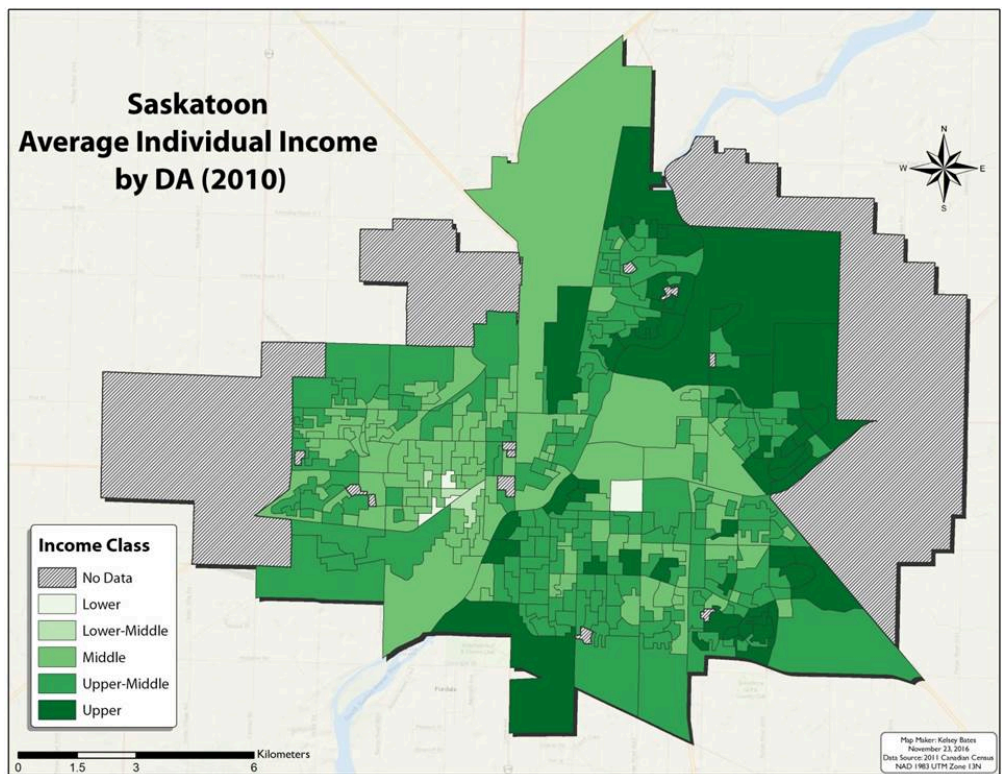 Saskatoon
Average Individual Income
by DA (2010)
N
W
E
S
Income Class
No Data
Lower
Lower-Middle
Middle
Upper-Middle
Upper
Kilometers
0 1.5 3 6
Map Maker: Kelsey Bates
November 23, 2016
Data Source: 2011 Canadian Census
NAD 1983 UTM Zone 13N